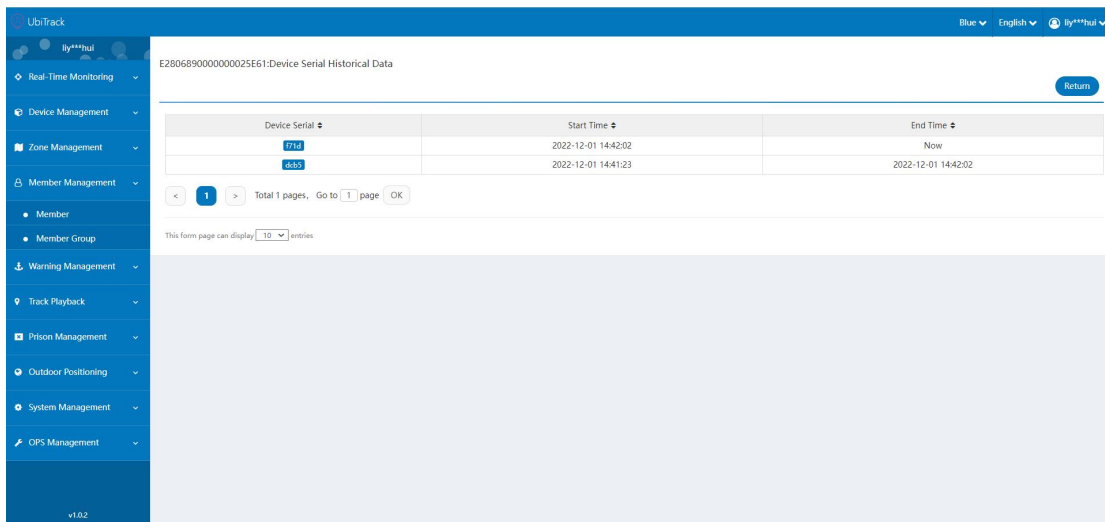 UbiTrack
Blue English liy***hui
liy***hui
Real-Time Monitoring
Device Management
Zone Management
Member Management
Member
Member Group
Warning Management
Track Playback
Prison Management
Outdoor Positioning
System Management
OPS Management
v1.0.2
E2806890000000025E61:Device Serial Historical Data
Return
Device Serial Start Time End Time
f71d 2022-12-01 14:42:02 Now
dcb5 2022-12-01 14:41:23 2022-12-01 14:42:02
< 1 > Total 1 pages, Go to 1 page OK
This form page can display 10 entries